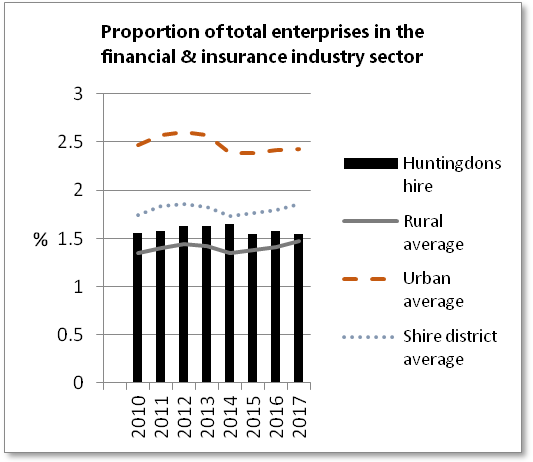 Proportion of total enterprises in the
financial & insurance industry sector
3
2.5
2
1.5
1
0.5
0
%
2010
2011
2012
2013
2014
2015
2016
2017
Huntingdons
hire
Rural
average
Urban
average
Shire district
average